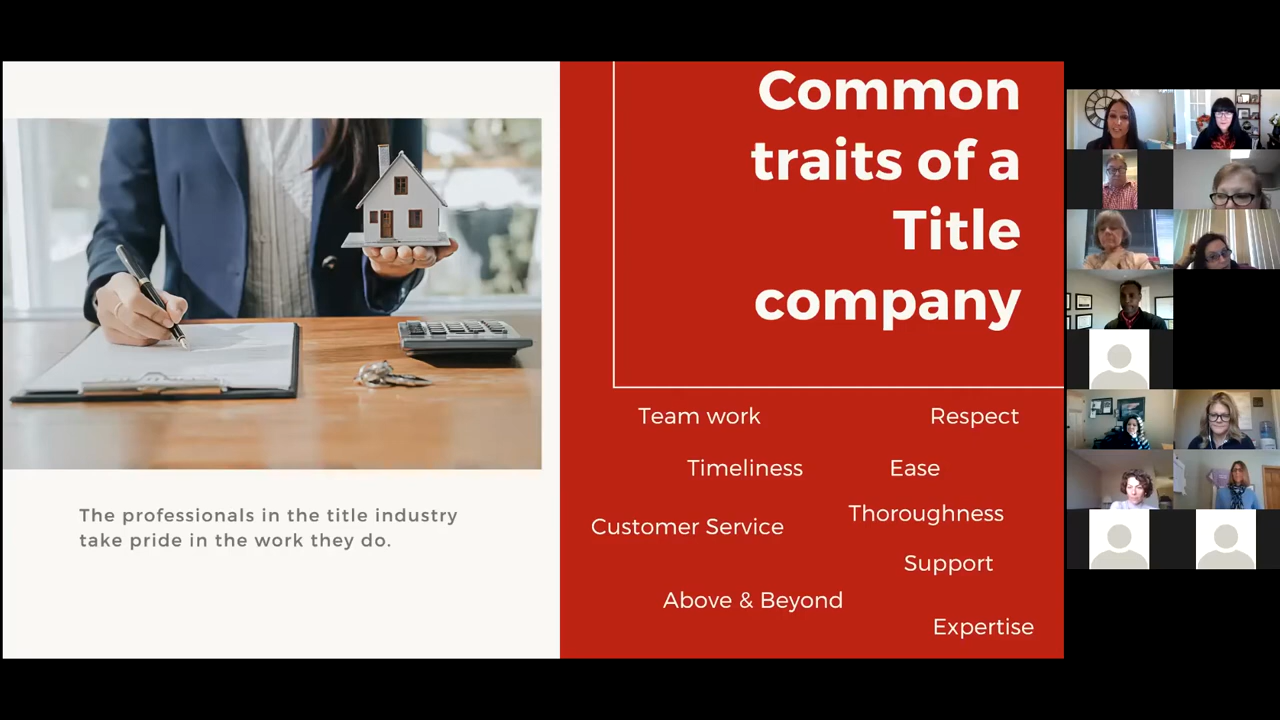 Common
traits of a
Title
company
Team work
Respect
Timeliness
Ease
Thoroughness
Customer Service
Support
Above & Beyond
Expertise
The professionals in the title industry
take pride in the work they do.